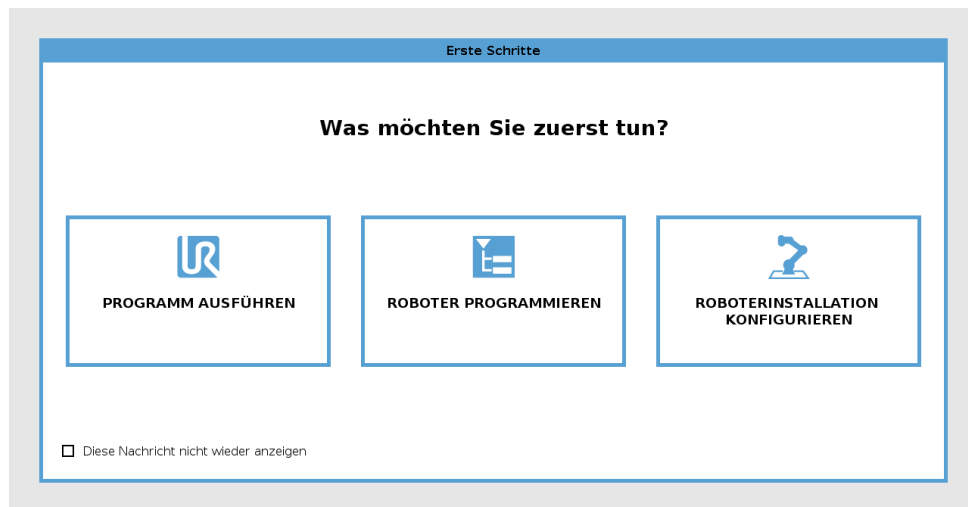 Erste Schritte
Was möchten Sie zuerst tun?
PROGRAMM AUSFÜHREN
ROBOTER PROGRAMMIEREN
ROBOTERINSTALLATION
KONFIGURIEREN
Diese Nachricht nicht wieder anzeigen